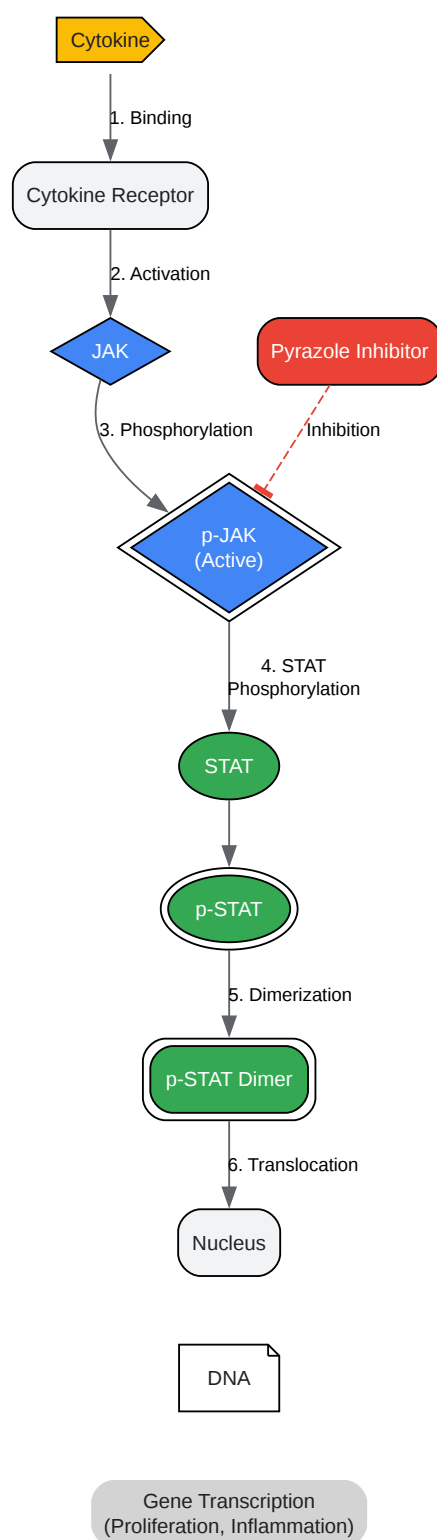 Cytokine
1. Binding
Cytokine Receptor
2. Activation
JAK
Pyrazole Inhibitor
3. Phosphorylation
Inhibition
p-JAK
(Active)
4. STAT
Phosphorylation
STAT
p-STAT
5. Dimerization
p-STAT Dimer
6. Translocation
Nucleus
DNA
Gene Transcription
(Proliferation, Inflammation)